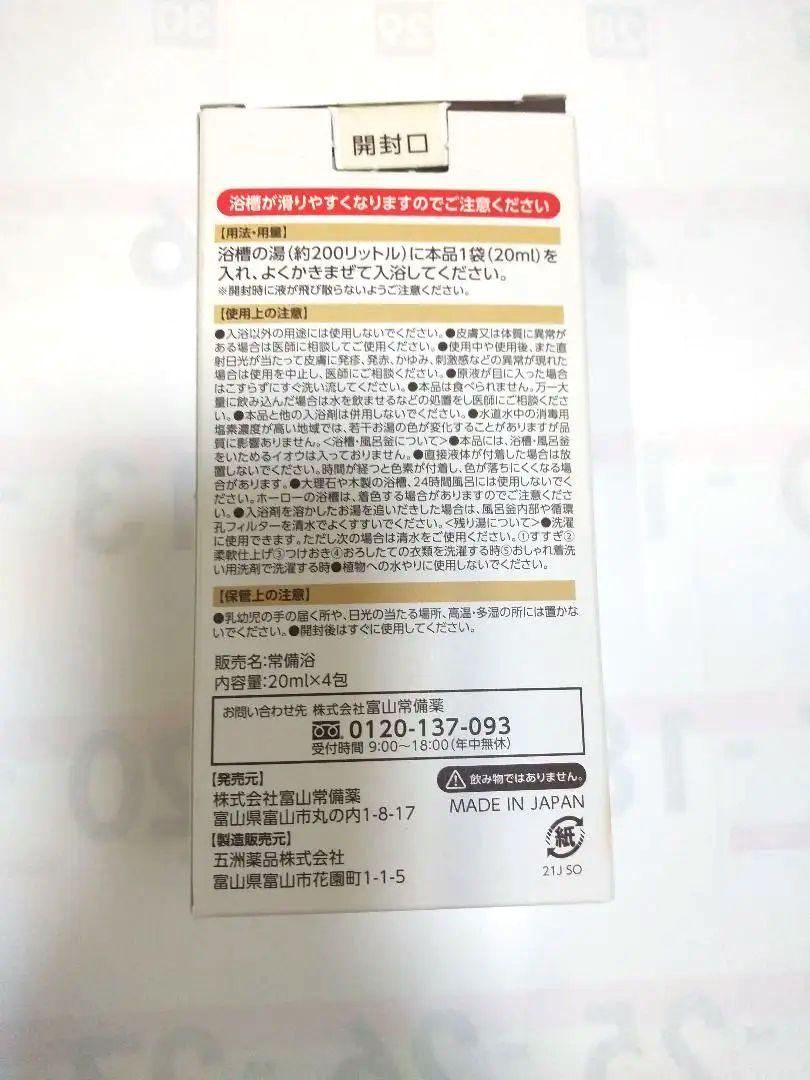 開封口
浴槽が滑りやすくなりますのでご注意ください
【用法・用量】
浴槽の湯(約200リットル)に本品1袋(20ml)を
入れ、よくかきまぜて入浴してください。
※開封時に液が飛び散らないようご注意ください。
【使用上の注意】
●入浴以外の用途には使用しないでください。●皮膚又は体質に異常が
ある場合は医師に相談してご使用ください。●使用中や使用後、また直
射日光が当たって皮膚に発疹、発赤、かゆみ、刺激感などの異常が現れた
場合は使用を中止し、医師にご相談ください。●原液が目に入った場合
はこすらずにすぐ洗い流してください。●本品は食べられません。万一大
量に飲み込んだ場合は水を飲ませるなどの処置をし医師にご相談くださ
い。●本品と他の入浴剤は併用しないでください。●水道水中の消毒用
塩素濃度が高い地域では、若干お湯の色が変化することがありますが品
質に影響ありません。<浴槽・風呂釜について>●本品には、浴槽・風呂釜
をいためるイオウは入っておりません。●直接液体が付着した場合は放
置しないでください。時間が経つと色素が付着し、色が落ちにくくなる場
合があります。●大理石や木製の浴槽、24時間風呂には使用しないでく
ださい。ホーローの浴槽は、着色する場合がありますのでご注意くださ
い。●入浴剤を溶かしたお湯を追いだきした場合は、風呂釜内部や循環
孔フィルターを清水でよくすすいでください。<残り湯について>●洗濯
に使用できます。ただし次の場合は清水をご使用ください。①すすぎ②
柔軟仕上げ③つけおき④おろしたての衣類を洗濯する時⑤おしゃれ着洗
い用洗剤で洗濯する時●植物への水やりに使用しないでください。
【保管上の注意】
●乳幼児の手の届く所や、日光の当たる場所、高温・多湿の所には置かな
いでください。●開封後はすぐに使用してください。
販売名:常備浴
内容量:20ml×4包
お問い合わせ先 株式会社富山常備薬
0120-137-093
受付時間 9:00〜18:00(年中無休)
【発売元】
株式会社富山常備薬
富山県富山市丸の内1-8-17
【製造販売元】
五洲薬品株式会社
富山県富山市花園町1-1-5
飲み物ではありません。
MADE IN JAPAN
紙
21J SO